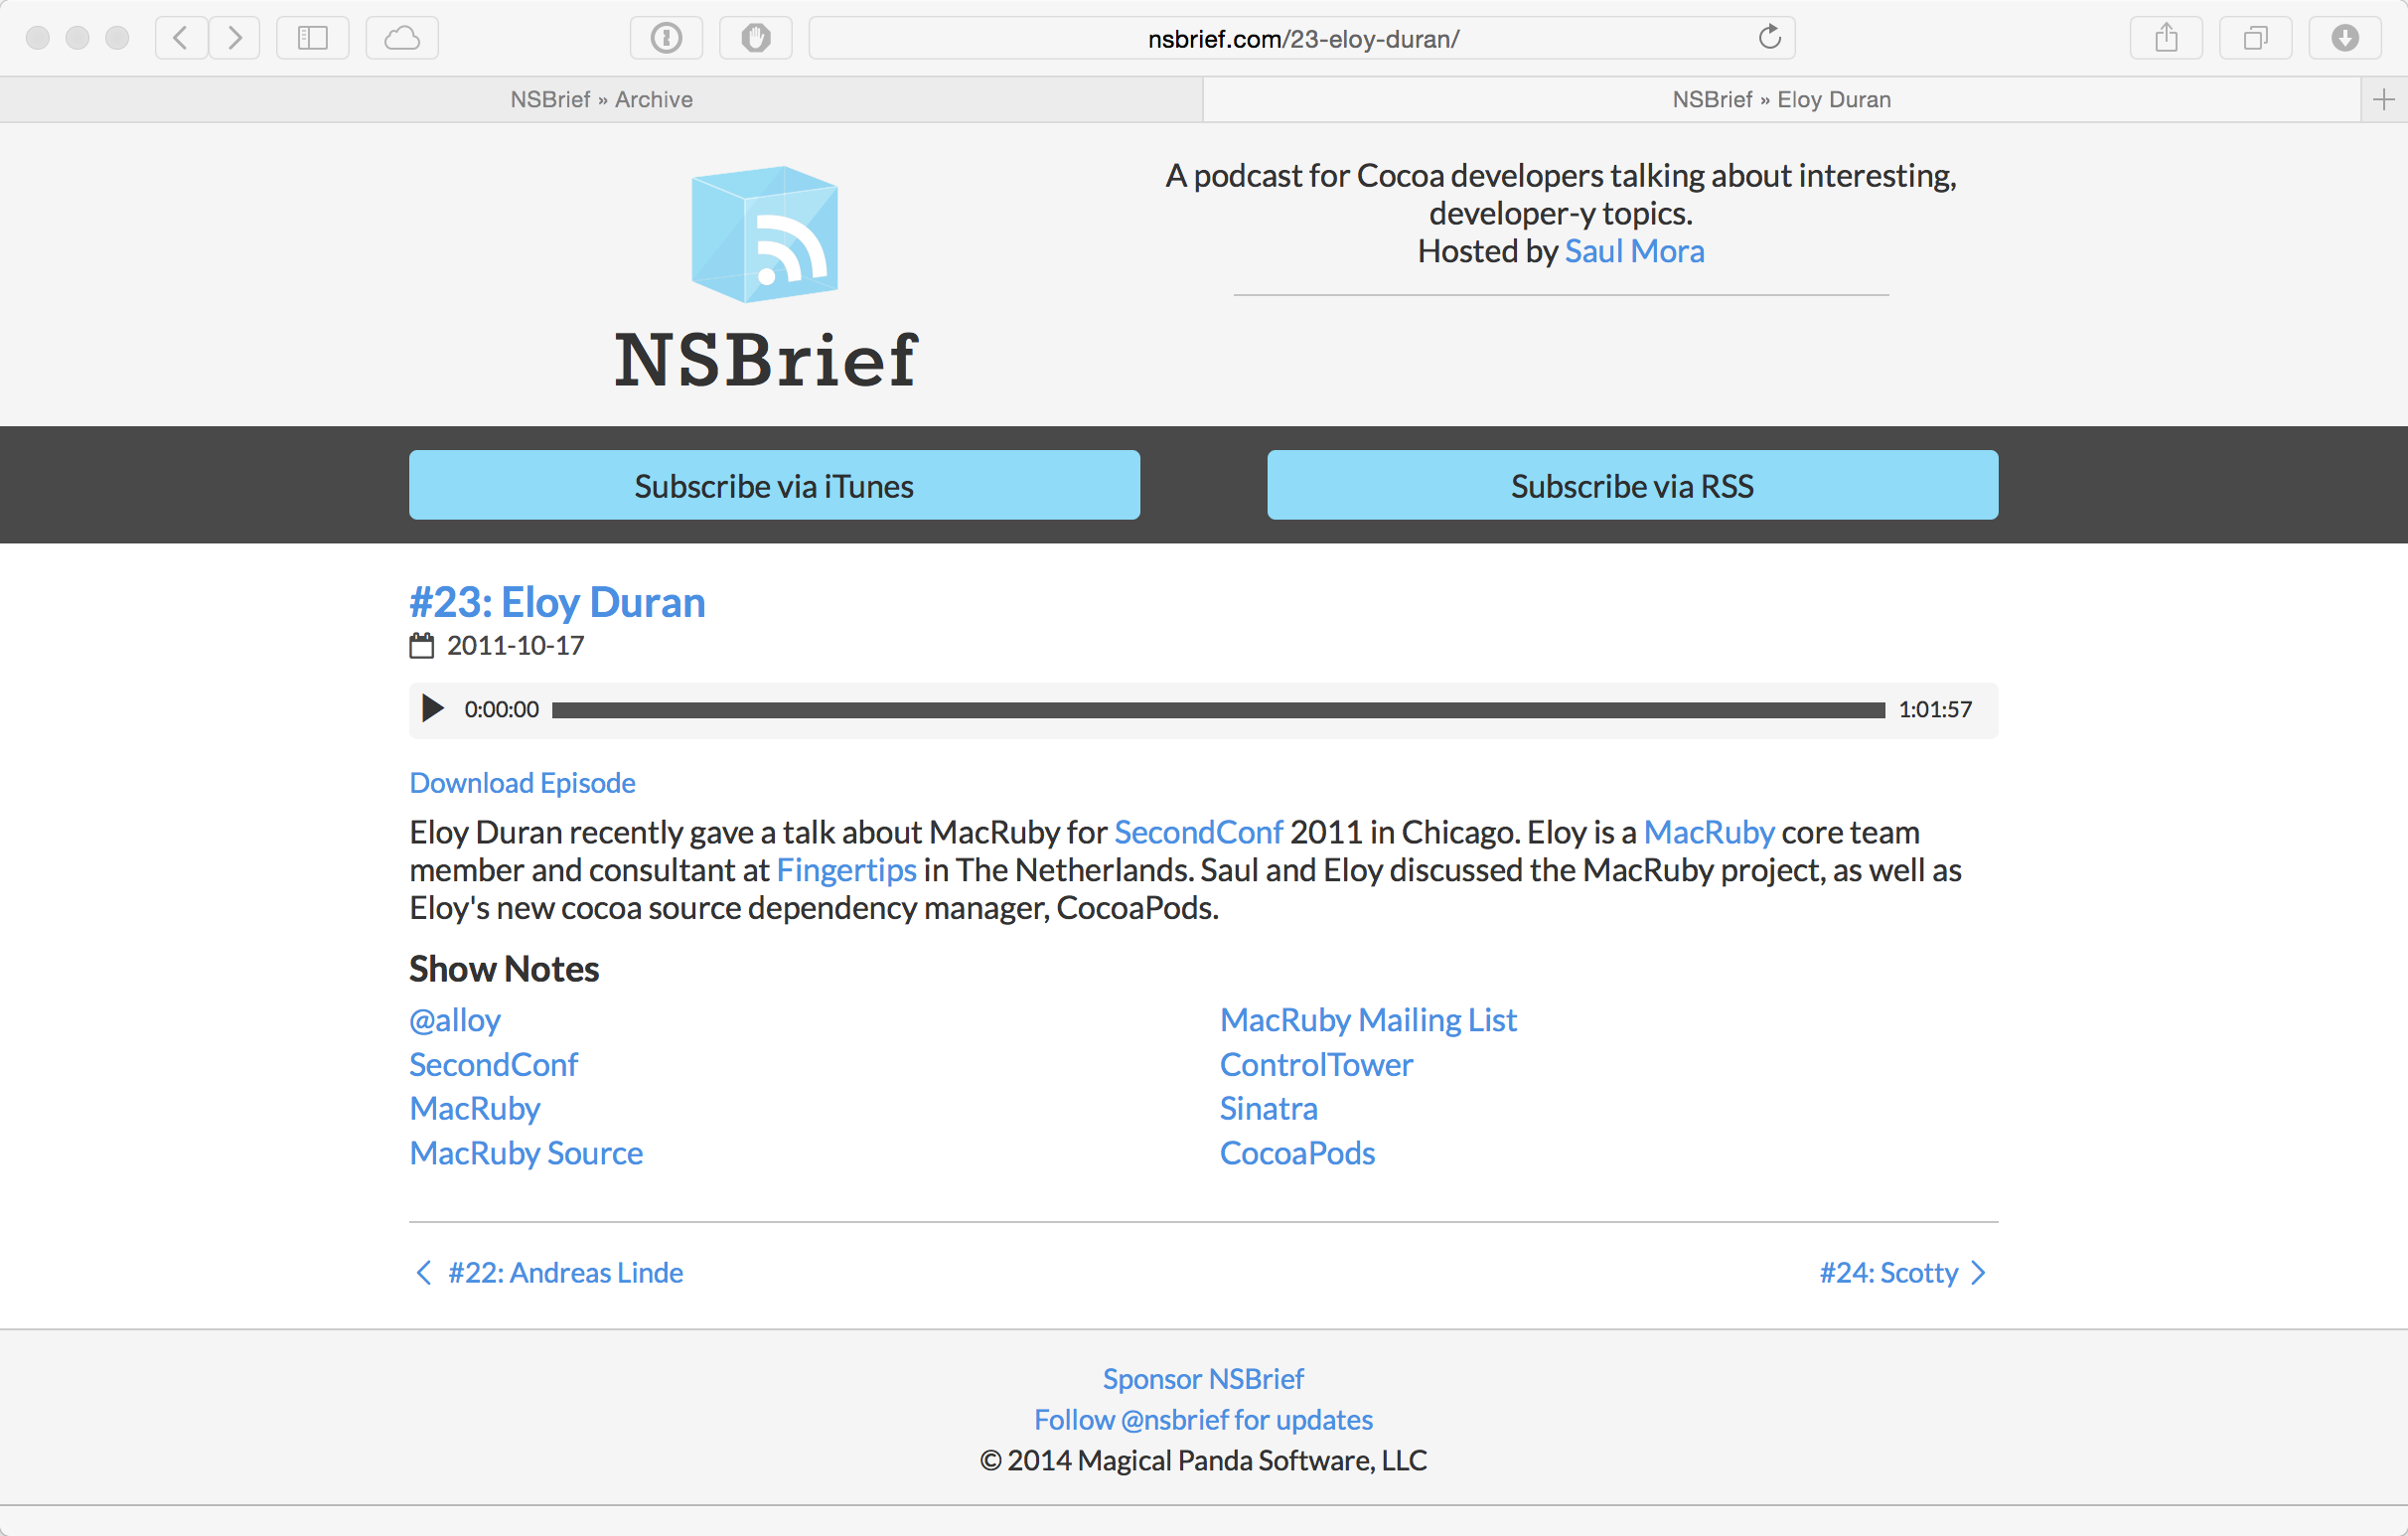 nsbrief.com/23-eloy-duran/
NSBrief » Archive
NSBrief » Eloy Duran
NSBrief
A podcast for Cocoa developers talking about interesting,
developer-y topics.
Hosted by Saul Mora
Subscribe via iTunes
Subscribe via RSS
#23: Eloy Duran
2011-10-17
0:00:00
1:01:57
Download Episode
Eloy Duran recently gave a talk about MacRuby for SecondConf 2011 in Chicago. Eloy is a MacRuby core team
member and consultant at Fingertips in The Netherlands. Saul and Eloy discussed the MacRuby project, as well as
Eloy's new cocoa source dependency manager, CocoaPods.
Show Notes
@alloy
SecondConf
MacRuby
MacRuby Source
MacRuby Mailing List
ControlTower
Sinatra
CocoaPods
#22: Andreas Linde
#24: Scotty
Sponsor NSBrief
Follow @nsbrief for updates
© 2014 Magical Panda Software, LLC